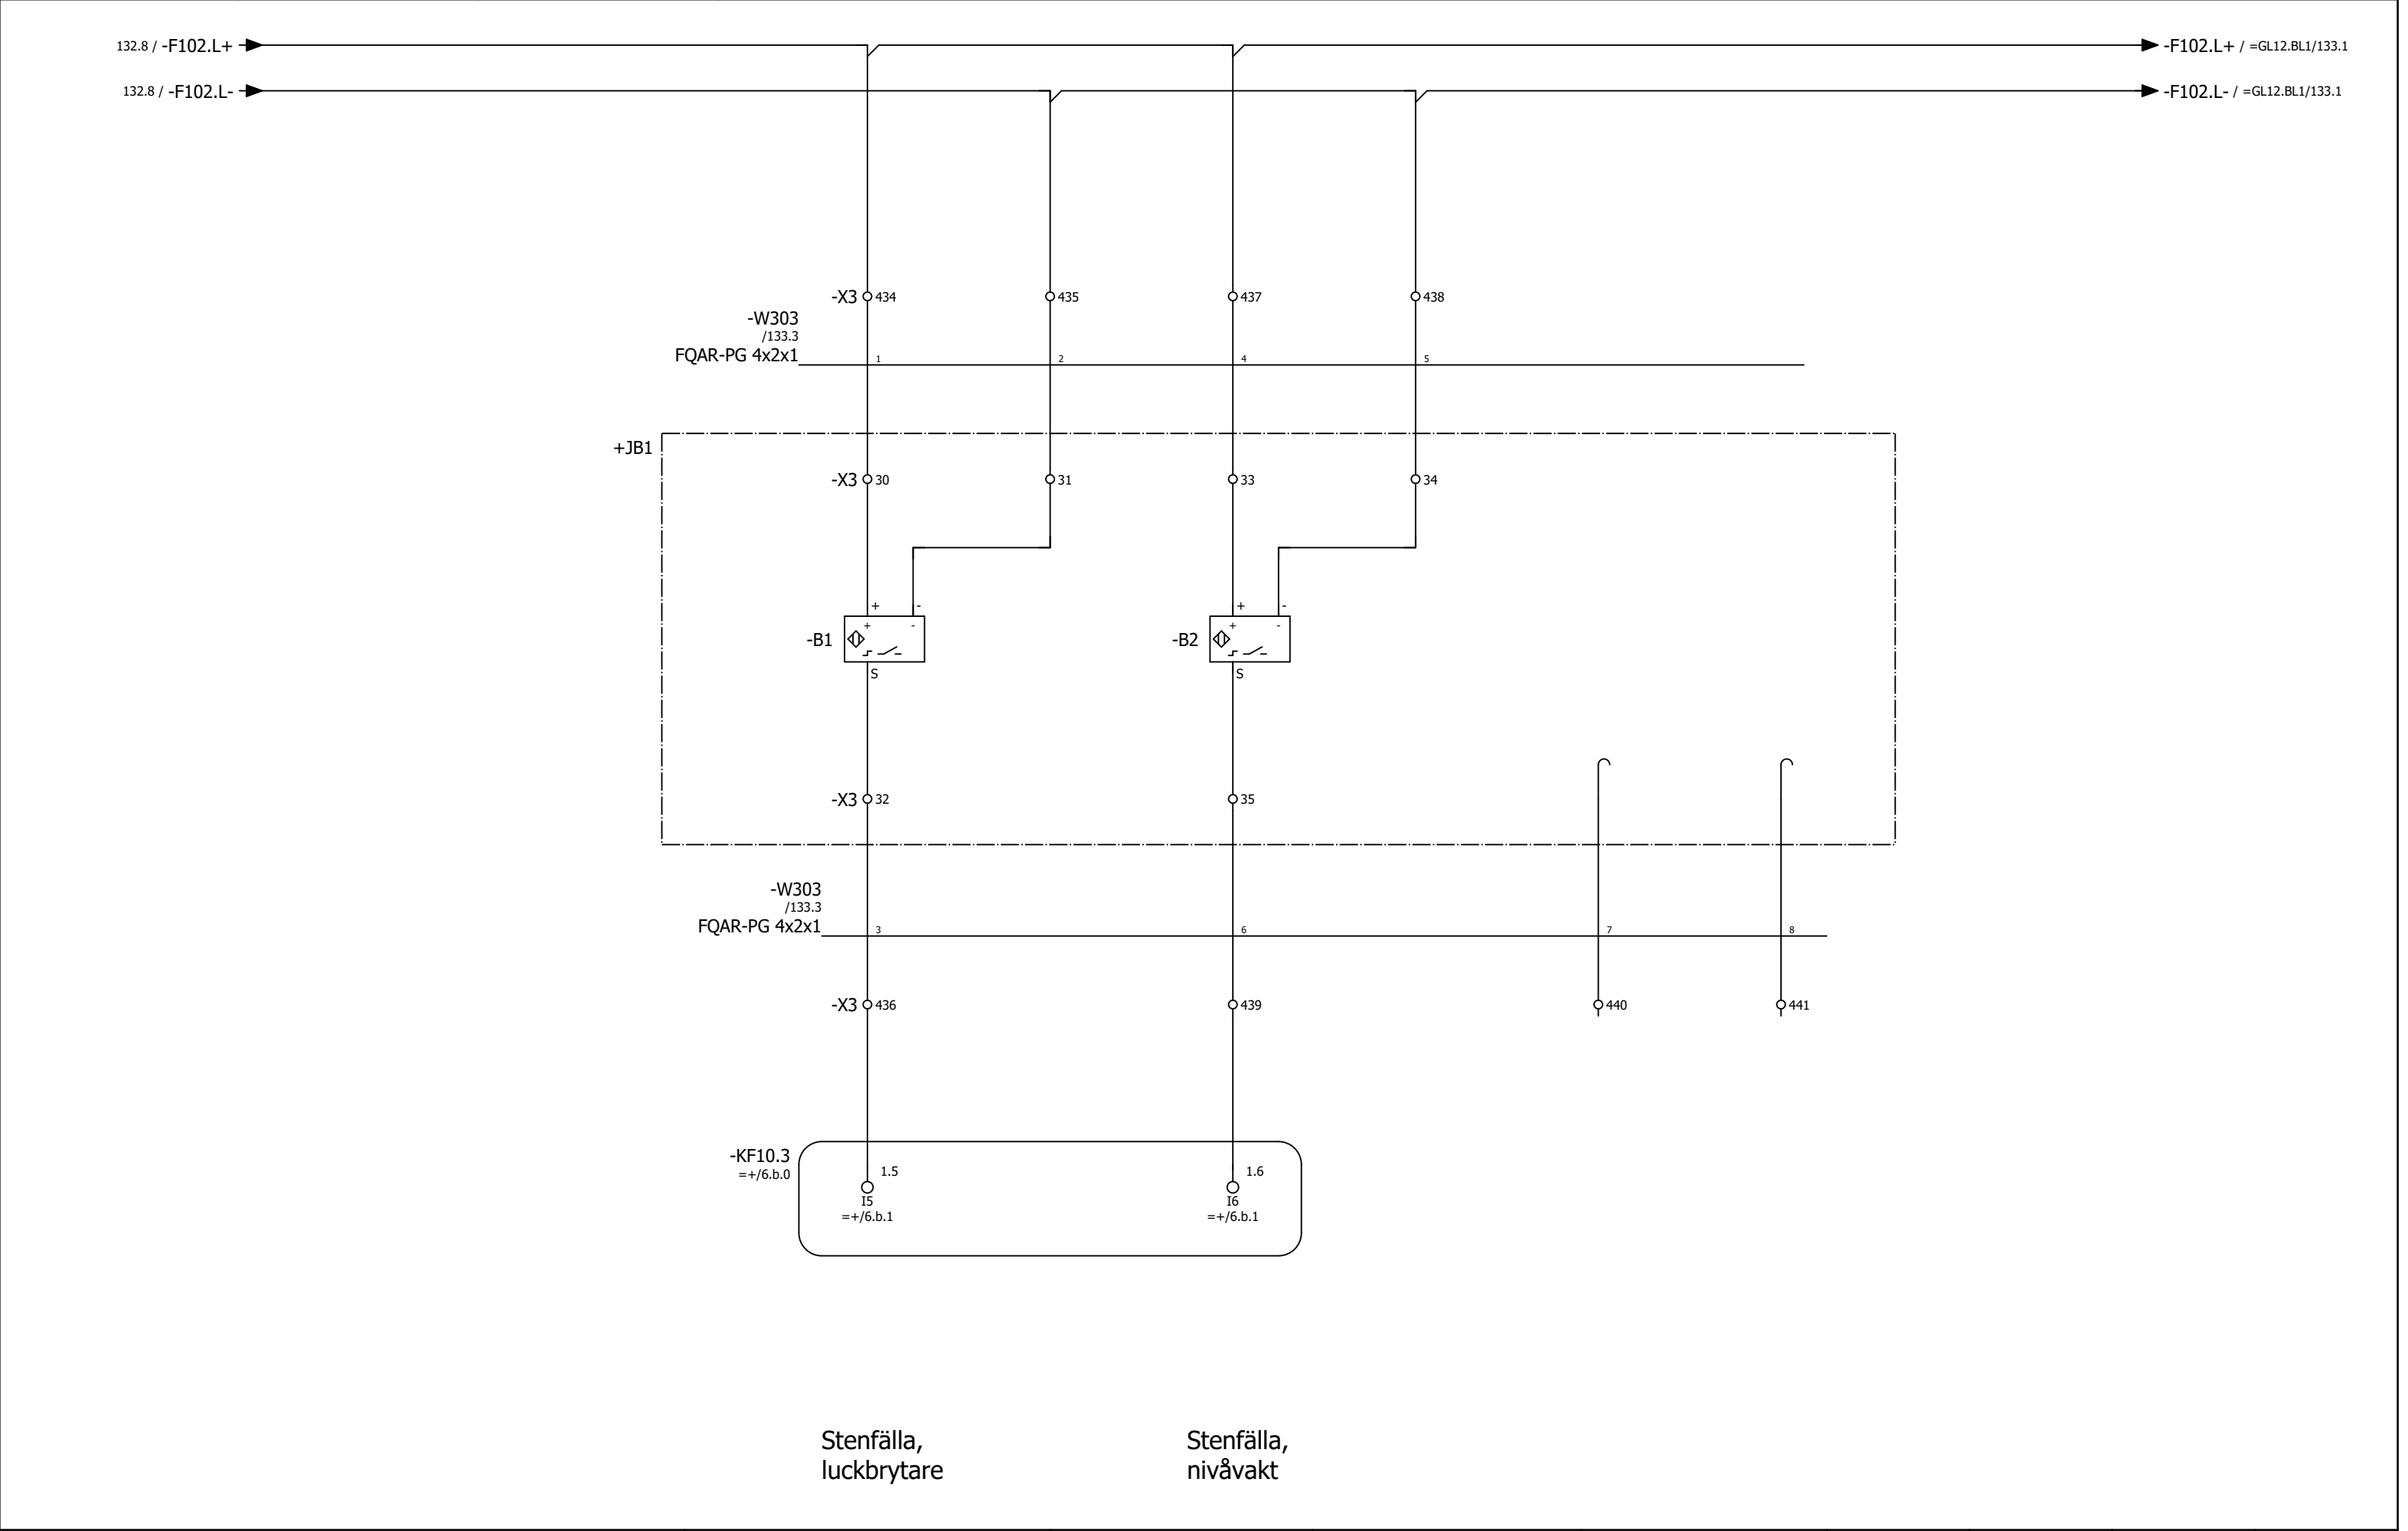 132.8 / -F102.L+
-F102.L+ / =GL12.BL1/133.1
132.8 / -F102.L-
-F102.L- / =GL12.BL1/133.1
-X3 434 435 437 438
-W303
/133.3
FQAR-PG 4x2x1 1 2 4 5
+JB1
-X3 30 31 33 34
+ - + -
+ - + -
-B1 -B2
S S
-X3 32 35
-W303
/133.3
FQAR-PG 4x2x1 3 6 7 8
-X3 436 439 440 441
-KF10.3
=+/6.b.0
1.5 1.6
I5 I6
=+/6.b.1 =+/6.b.1
Stenfälla,
luckbrytare
Stenfälla,
nivåvakt